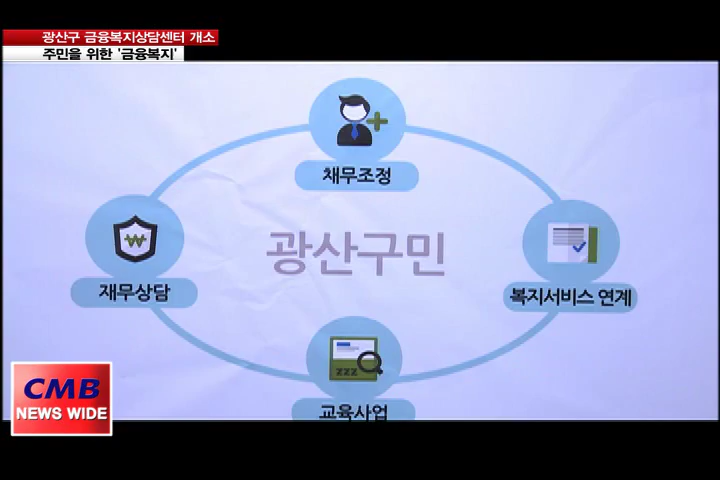 광산구 금융복지상담센터 개소
주민을 위한 '금융복지'
채무조정
광산구민
재무상담
복지서비스 연계
zzz
교육사업
CMB
NEWS WIDE